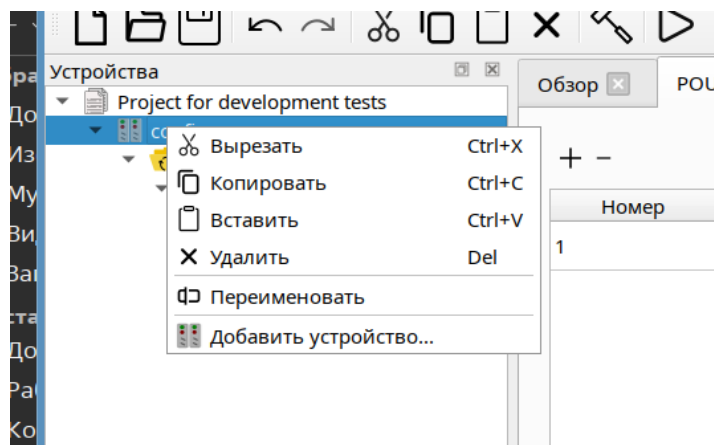 Устройства
Обзор
POU
Project for development tests
Вырезать Ctrl+X
Копировать Ctrl+C
Вставить Ctrl+V
Удалить Del
Переименовать
Добавить устройство...
Номер
1